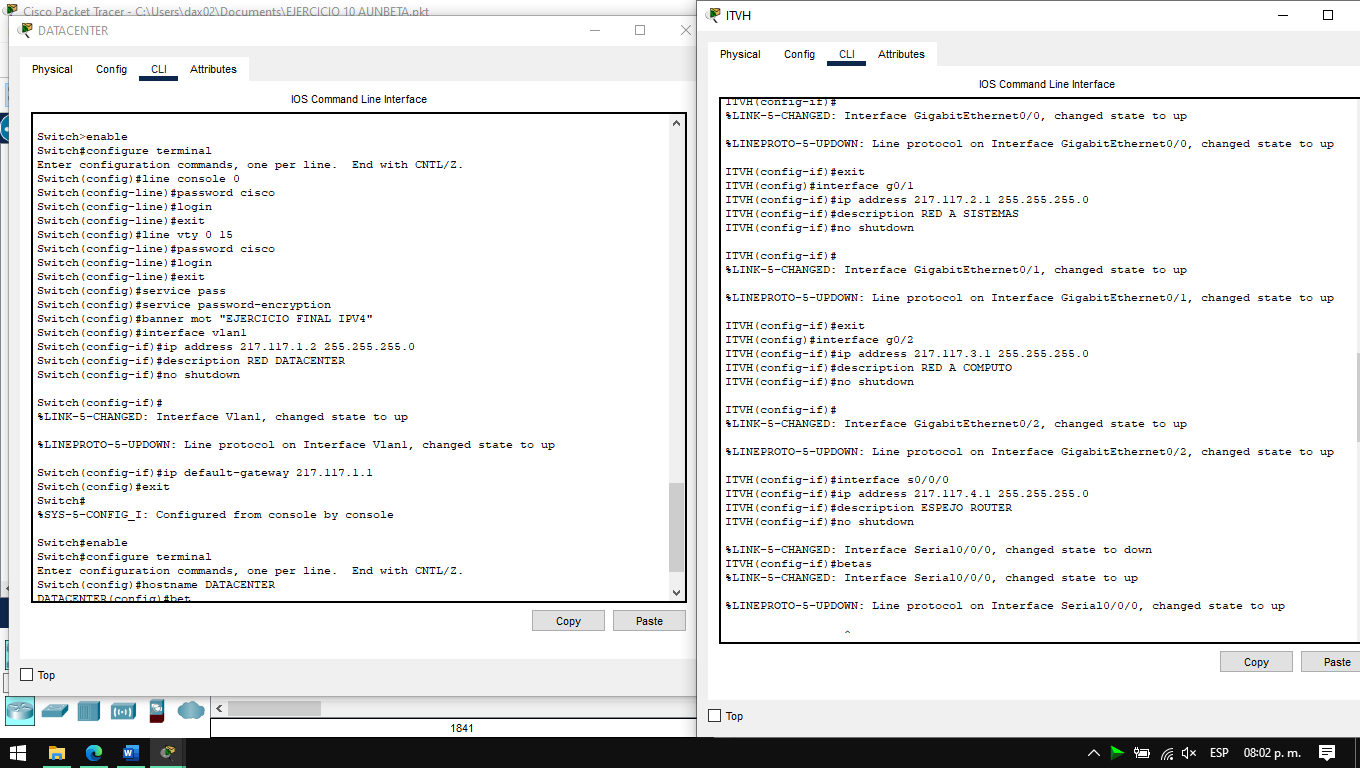 Cisco Packet Tracer - C:\Users\dax02\Documents\EJERCICIO 10 AUNBETA.pkt
DATACENTER
Physical Config CLI Attributes
IOS Command Line Interface
Switch>enable
Switch#configure terminal
Enter configuration commands, one per line. End with CNTL/Z.
Switch(config)#line console 0
Switch(config-line)#password cisco
Switch(config-line)#login
Switch(config-line)#exit
Switch(config)#line vty 0 15
Switch(config-line)#password cisco
Switch(config-line)#login
Switch(config-line)#exit
Switch(config)#service pass
Switch(config)#service password-encryption
Switch(config)#banner mot "EJERCICIO FINAL IPV4"
Switch(config)#interface vlan1
Switch(config-if)#ip address 217.117.1.2 255.255.255.0
Switch(config-if)#description RED DATACENTER
Switch(config-if)#no shutdown
Switch(config-if)#
%LINK-5-CHANGED: Interface Vlan1, changed state to up
%LINEPROTO-5-UPDOWN: Line protocol on Interface Vlan1, changed state to up
Switch(config-if)#ip default-gateway 217.117.1.1
Switch(config)#exit
Switch#
%SYS-5-CONFIG_I: Configured from console by console
Switch#enable
Switch#configure terminal
Enter configuration commands, one per line. End with CNTL/Z.
Switch(config)#hostname DATACENTER
DATACENTER(config)#bet
Copy Paste
Top
1841
ITVH
Physical Config CLI Attributes
IOS Command Line Interface
ITVH(config-if)#
%LINK-5-CHANGED: Interface GigabitEthernet0/0, changed state to up
%LINEPROTO-5-UPDOWN: Line protocol on Interface GigabitEthernet0/0, changed state to up
ITVH(config-if)#exit
ITVH(config)#interface g0/1
ITVH(config-if)#ip address 217.117.2.1 255.255.255.0
ITVH(config-if)#description RED A SISTEMAS
ITVH(config-if)#no shutdown
ITVH(config-if)#
%LINK-5-CHANGED: Interface GigabitEthernet0/1, changed state to up
%LINEPROTO-5-UPDOWN: Line protocol on Interface GigabitEthernet0/1, changed state to up
ITVH(config-if)#exit
ITVH(config)#interface g0/2
ITVH(config-if)#ip address 217.117.3.1 255.255.255.0
ITVH(config-if)#description RED A COMPUTO
ITVH(config-if)#no shutdown
ITVH(config-if)#
%LINK-5-CHANGED: Interface GigabitEthernet0/2, changed state to up
%LINEPROTO-5-UPDOWN: Line protocol on Interface GigabitEthernet0/2, changed state to up
ITVH(config-if)#interface s0/0/0
ITVH(config-if)#ip address 217.117.4.1 255.255.255.0
ITVH(config-if)#description ESPEJO ROUTER
ITVH(config-if)#no shutdown
%LINK-5-CHANGED: Interface Serial0/0/0, changed state to down
ITVH(config-if)#betas
%LINK-5-CHANGED: Interface Serial0/0/0, changed state to up
%LINEPROTO-5-UPDOWN: Line protocol on Interface Serial0/0/0, changed state to up
^
Copy Paste
Top
ESP 08:02 p. m.